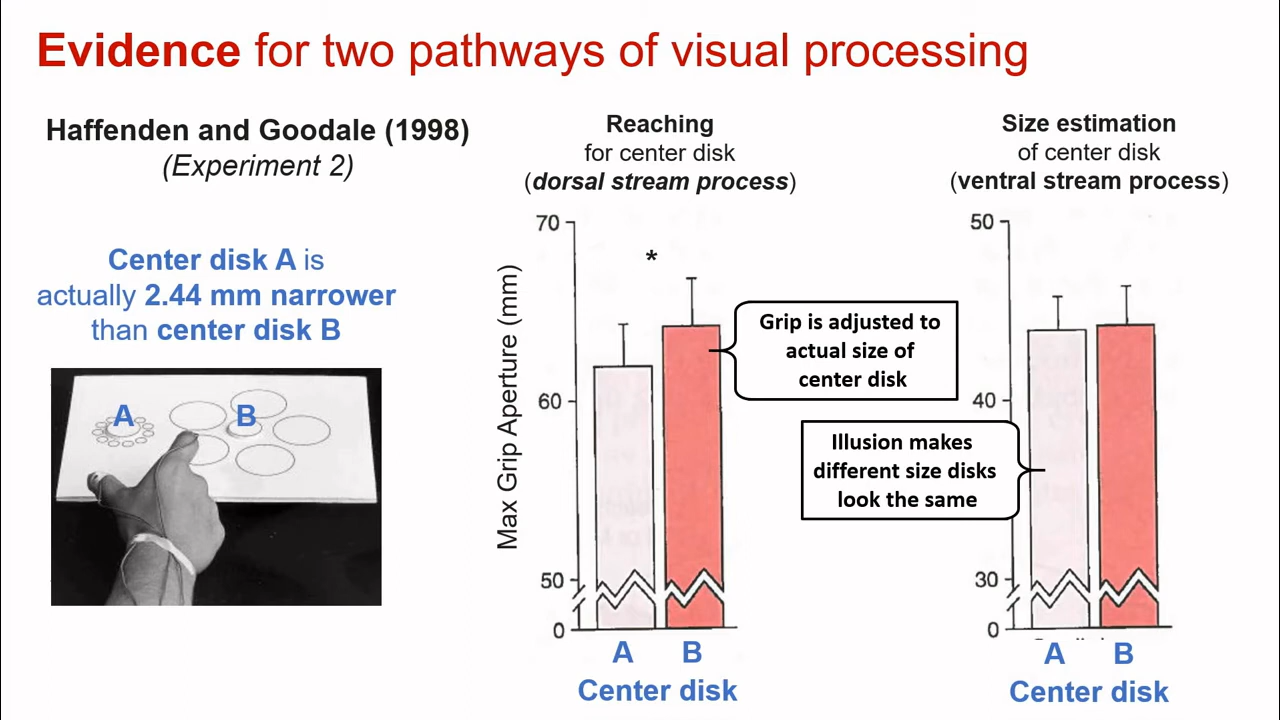 Evidence for two pathways of visual processing
Haffenden and Goodale (1998)
(Experiment 2)
Center disk A is
actually 2.44 mm narrower
than center disk B
A
B
Reaching
for center disk
(dorsal stream process)
Max Grip Aperture (mm)
70
60
50
0
*
Grip is adjusted to
actual size of
center disk
A B
Center disk
Size estimation
of center disk
(ventral stream process)
50
40
30
0
Illusion makes
different size disks
look the same
A B
Center disk